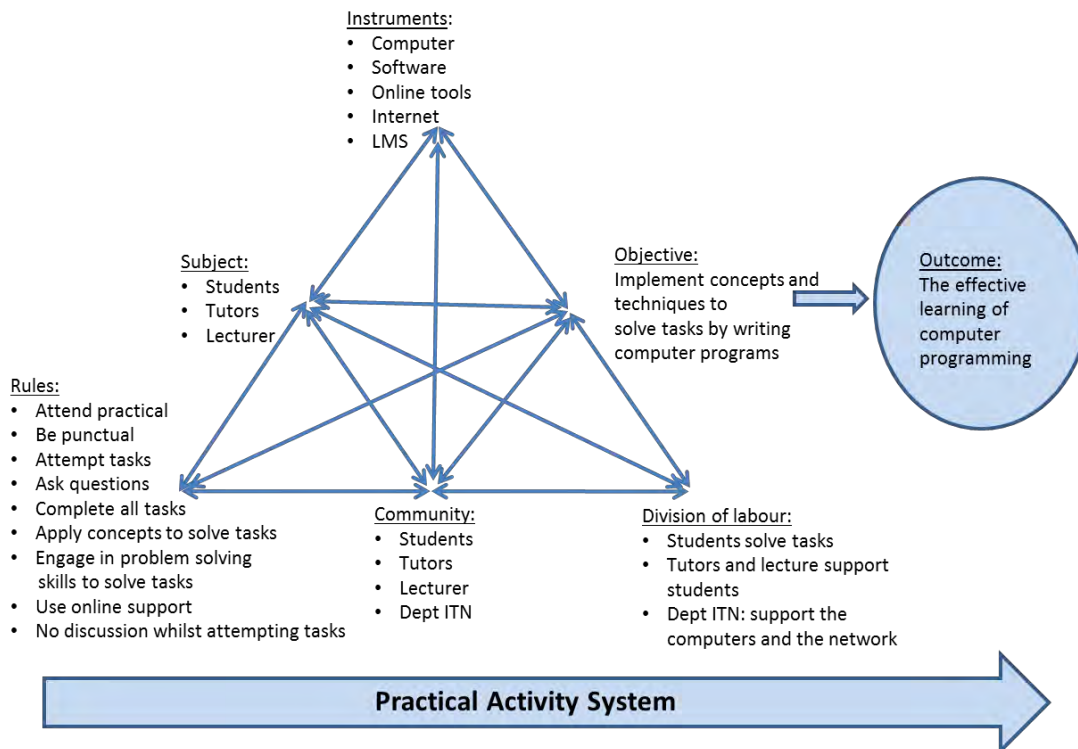 Instruments:
• Computer
• Software
• Online tools
• Internet
• LMS
Subject:
• Students
• Tutors
• Lecturer
Objective:
Implement concepts and
techniques to
solve tasks by writing
computer programs
Outcome:
The effective
learning of
computer
programming
Rules:
• Attend practical
• Be punctual
• Attempt tasks
• Ask questions
• Complete all tasks
• Apply concepts to solve tasks
• Engage in problem solving
skills to solve tasks
• Use online support
• No discussion whilst attempting tasks
Community:
• Students
• Tutors
• Lecturer
• Dept ITN
Division of labour:
• Students solve tasks
• Tutors and lecture support
students
• Dept ITN: support the
computers and the network
Practical Activity System